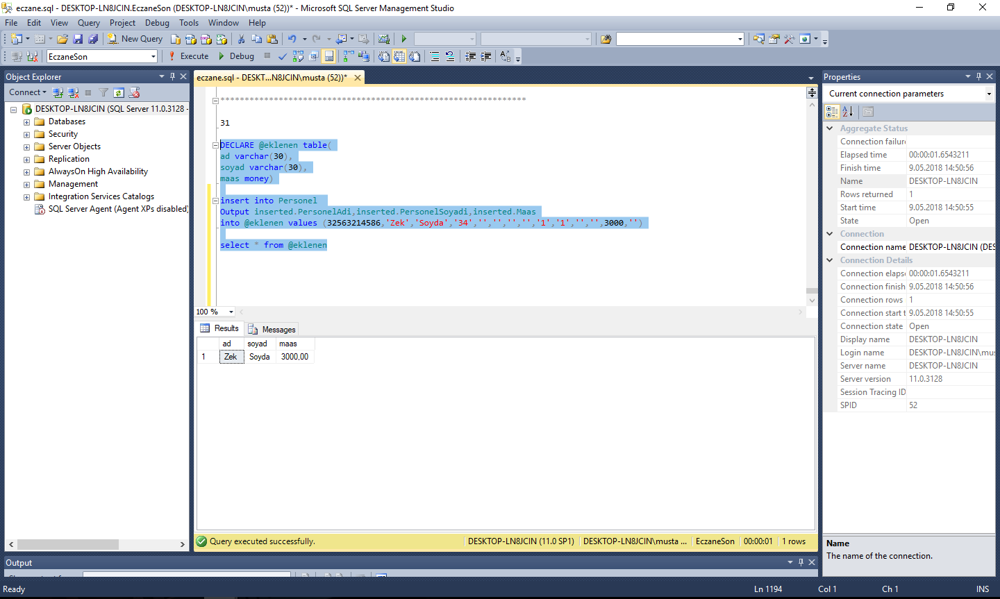 eczane.sql - DESKTOP-LN8JCIN.EczaneSon (DESKTOP-LN8JCIN\musta (52))* - Microsoft SQL Server Management Studio
File Edit View Query Project Debug Tools Window Help
New Query
EczaneSon
Execute
Debug
Object Explorer
Connect
DESKTOP-LN8JCIN (SQL Server 11.0.3128 -
Databases
Security
Server Objects
Replication
AlwaysOn High Availability
Management
Integration Services Catalogs
SQL Server Agent (Agent XPs disabled)
eczane.sql - DESKT...N8JCIN\musta (52))*
***************************************************************
31
DECLARE @eklenen table(
ad varchar(30),
soyad varchar(30),
maas money)
insert into Personel
Output inserted.PersonelAdi,inserted.PersonelSoyadi,inserted.Maas
into @eklenen values (32563214586,'Zek','Soyda','34','','','','','1','1','','',3000,'')
select * from @eklenen
100 %
Results Messages
ad soyad maas
1 Zek Soyda 3000,00
Query executed successfully.
DESKTOP-LN8JCIN (11.0 SP1)
DESKTOP-LN8JCIN\musta ...
EczaneSon
00:00:01
1 rows
Properties
Current connection parameters
Aggregate Status
Connection failure
Elapsed time 00:00:01.6543211
Finish time 9.05.2018 14:50:56
Name DESKTOP-LN8JCIN
Rows returned 1
Start time 9.05.2018 14:50:55
State Open
Connection
Connection name DESKTOP-LN8JCIN (DES
Connection Details
Connection elaps 00:00:01.6543211
Connection finish 9.05.2018 14:50:56
Connection rows 1
Connection start t 9.05.2018 14:50:55
Connection state Open
Display name DESKTOP-LN8JCIN
Login name DESKTOP-LN8JCIN\mus
Server name DESKTOP-LN8JCIN
Server version 11.0.3128
Session Tracing ID
SPID 52
Name
The name of the connection.
Output
Ready
Ln 1194
Col 1
Ch 1
INS